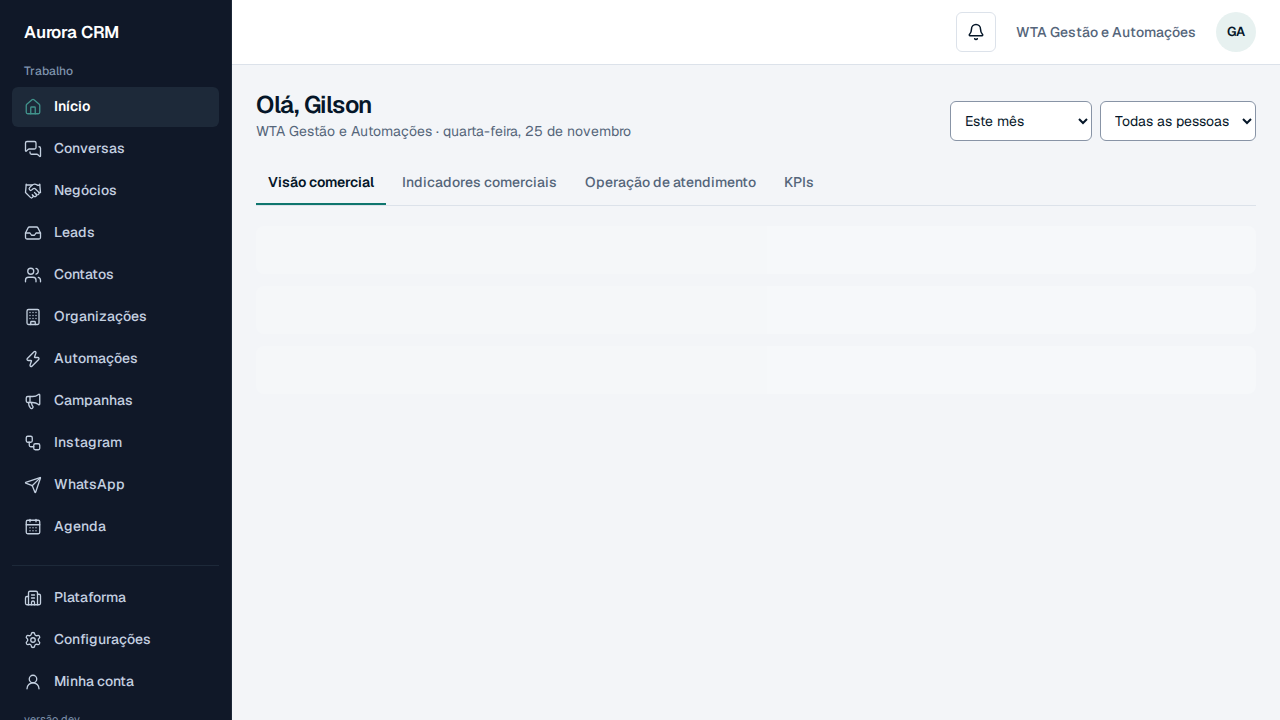 Aurora CRM
Trabalho
Início
Conversas
Negócios
Leads
Contatos
Organizações
Automações
Campanhas
Instagram
WhatsApp
Agenda
Plataforma
Configurações
Minha conta
versão dev
WTA Gestão e Automações
GA
Olá, Gilson
WTA Gestão e Automações · quarta-feira, 25 de novembro
Este mês
Todas as pessoas
Visão comercial
Indicadores comerciais
Operação de atendimento
KPIs